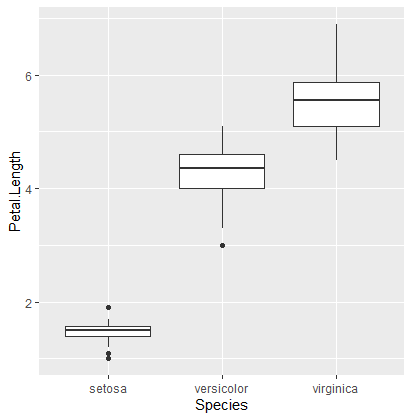 Petal.Length
6
4
2
setosa
versicolor
virginica
Species